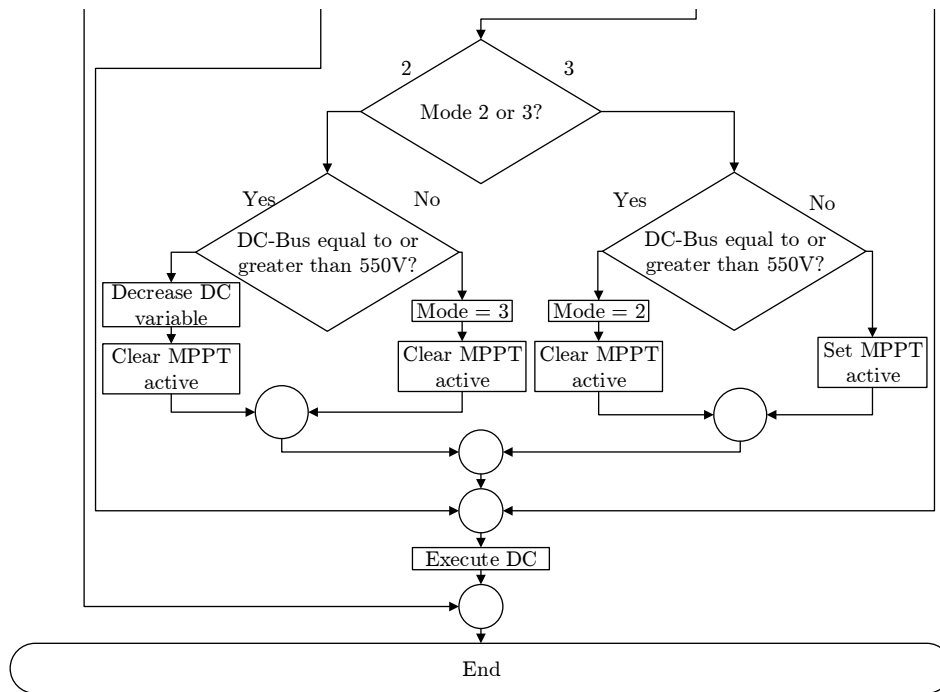 2
3
Mode 2 or 3?
Yes
No
Yes
No
DC-Bus equal to or
greater than 550V?
DC-Bus equal to or
greater than 550V?
Decrease DC
variable
Mode = 3
Mode = 2
Clear MPPT
active
Clear MPPT
active
Clear MPPT
active
Set MPPT
active
Execute DC
End